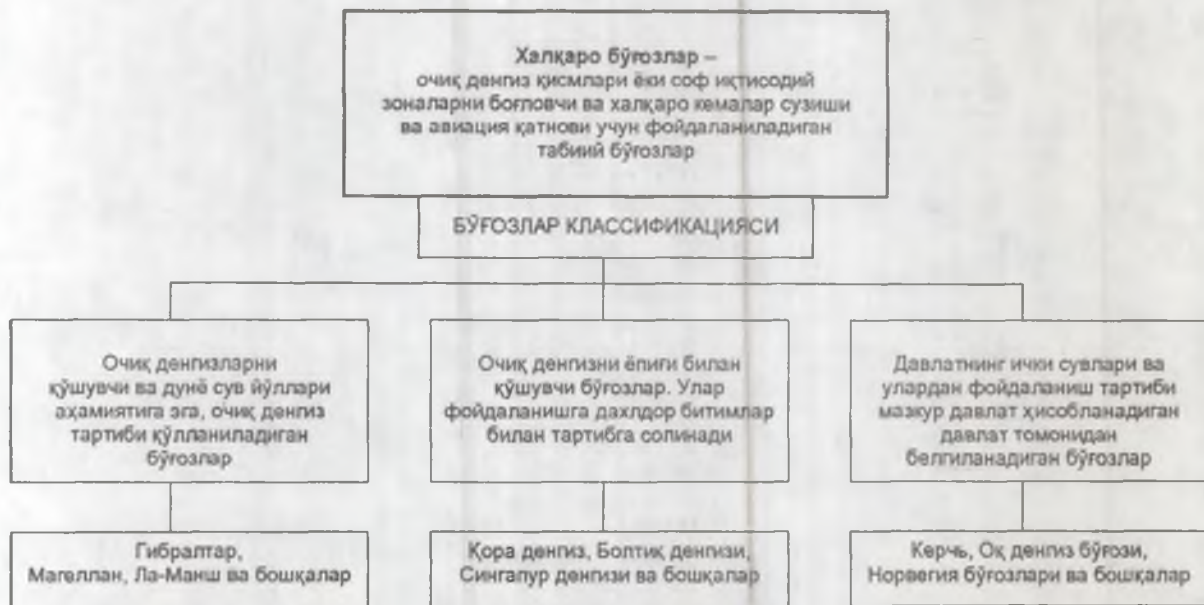 Халқаро бўғозлар –
очиқ денгиз қисмлари ёки соф иқтисодий
зоналарни боғловчи ва халқаро кемалар сузиши
ва авиация қатнови учун фойдаланиладиган
табиий бўғозлар
БЎҒОЗЛАР КЛАССИФИКАЦИЯСИ
Очиқ денгизларни
қўшувчи ва дунё сув йўллари
аҳамиятига эга, очиқ денгиз
тартиби қўлланиладиган
бўғозлар
Очиқ денгизни ёпиғи билан
қўшувчи бўғозлар. Улар
фойдаланишга дахлдор битимлар
билан тартибга солинади
Давлатнинг ички сувлари ва
улардан фойдаланиш тартиби
мазкур давлат ҳисобланадиган
давлат томонидан
белгиланадиган бўғозлар
Гибралтар,
Магеллан, Ла-Манш ва бошқалар
Қора денгиз, Болтиқ денгизи,
Сингапур денгизи ва бошқалар
Керчь, Оқ денгиз бўғози,
Норвегия бўғозлари ва бошқалар